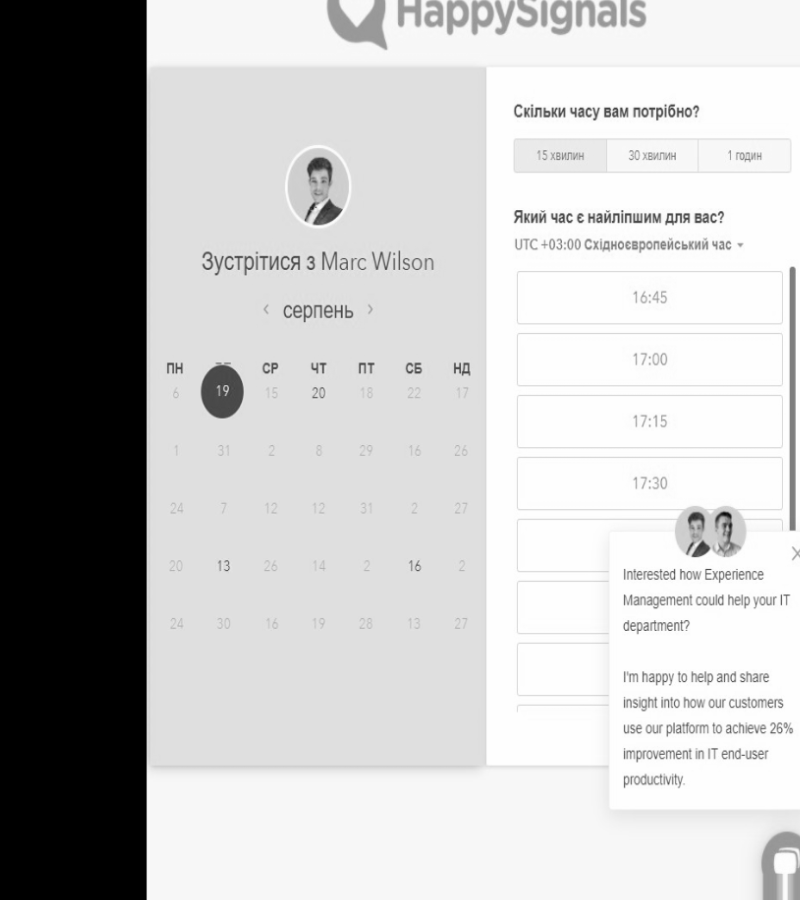 HappySignals
Зустрітися з Marc Wilson
‹ серпень ›
ПН СР ЧТ ПТ СБ НД
6 19 15 20 18 22 17
1 31 2 8 29 16 26
24 7 12 12 31 2 27
20 13 26 14 2 16 2
24 30 16 19 28 13 27
Скільки часу вам потрібно?
15 хвилин 30 хвилин 1 годин
Який час є найліпшим для вас?
UTC +03:00 Східноєвропейський час
16:45
17:00
17:15
17:30
Interested how Experience
Management could help your IT
department?
I'm happy to help and share
insight into how our customers
use our platform to achieve 26%
improvement in IT end-user
productivity.